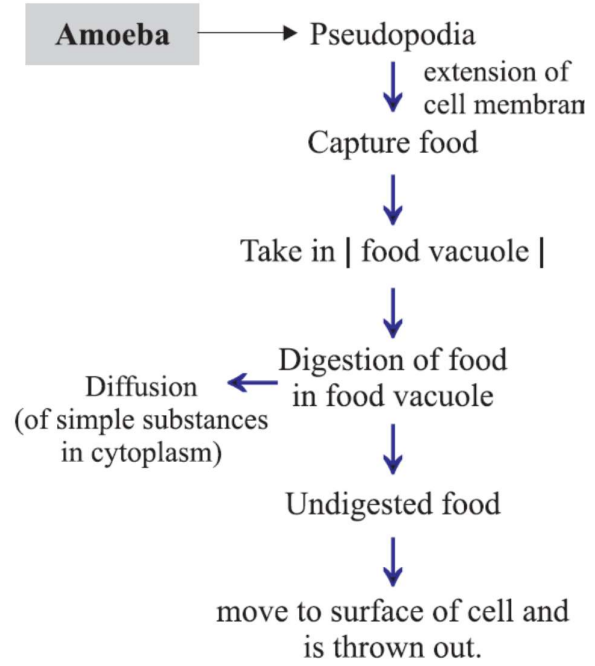 Amoeba
Pseudopodia
extension of
cell membran
Capture food
Take in | food vacuole |
Digestion of food
in food vacuole
Diffusion
(of simple substances
in cytoplasm)
Undigested food
move to surface of cell and
is thrown out.